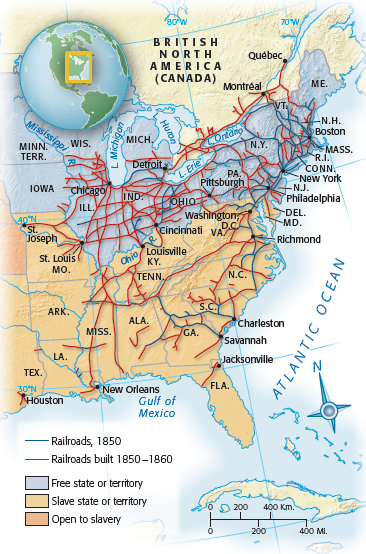 80°W
70°W
BRITISH
NORTH
AMERICA
(CANADA)
Québec
Montréal
ME.
VT.
N.H.
Boston
MASS.
R.I.
CONN.
New York
N.J.
Philadelphia
DEL.
MD.
Mississippi R.
MINN.
TERR.
WIS.
L. Michigan
MICH.
Huron
L. Ontario
N.Y.
Detroit
L. Erie
PA.
Pittsburgh
IOWA
Chicago
ILL.
IND.
OHIO
Washington,
D.C.
VA.
Richmond
40°N
St.
Joseph
Cincinnati
St. Louis
MO.
Ohio R.
Louisville
KY.
TENN.
N.C.
S.C.
Charleston
ARK.
MISS.
ALA.
GA.
Savannah
Jacksonville
LA.
TEX.
30°N
Houston
New Orleans
FLA.
Gulf of
Mexico
ATLANTIC OCEAN
N
Railroads, 1850
Railroads built 1850–1860
Free state or territory
Slave state or territory
Open to slavery
0 200 400 Km.
0 200 400 Mi.